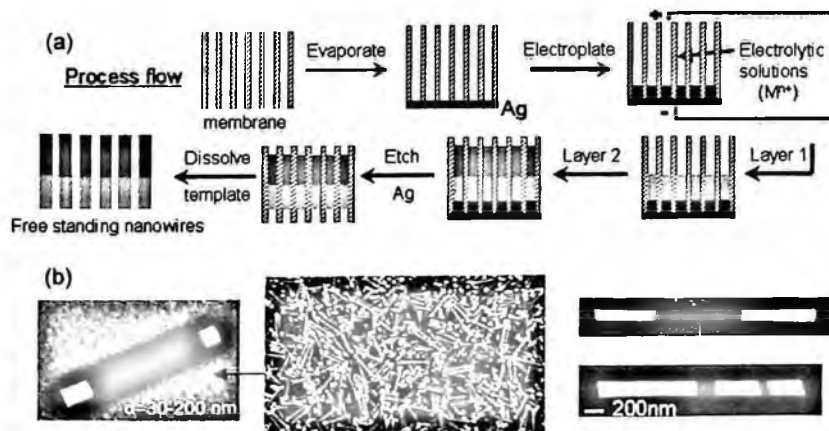 (a)
Process flow
membrane
Evaporate
Ag
Electroplate
+
-
Electrolytic
solutions
(Mⁿ⁺)
Layer 1
Layer 2
Etch
Ag
Dissolve
template
Free standing nanowires
(b)
d=30-200 nm
200nm